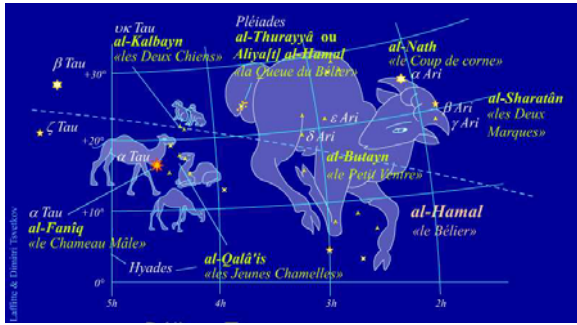 υκ Tau
al-Kalbayn
«les Deux Chiens»
Pléiades
al-Thurayyâ ou
Aliya[t] al-Hamal
«la Queue du Bélier»
al-Nath
«le Coup de corne»
α Ari
β Tau
+30°
β Ari
γ Ari
al-Sharatân
«les Deux
Marques»
ζ Tau
+20°
ε Ari
δ Ari
α Tau
al-Butayn
«le Petit Ventre»
α Tau
al-Fanîq
«le Chameau Mâle»
+10°
al-Hamal
«le Bélier»
al-Qalâ'is
«les Jeunes Chamelles»
Hyades
0°
5h
4h
3h
2h
Laffitte & Dimitri Tsvetkov